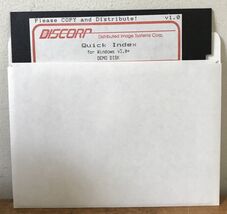 Please COPY and Distribute! v1.0
DISCORP Distributed Image Systems Corp.
Quick Index
for Windows v3.0+
DEMO DISK